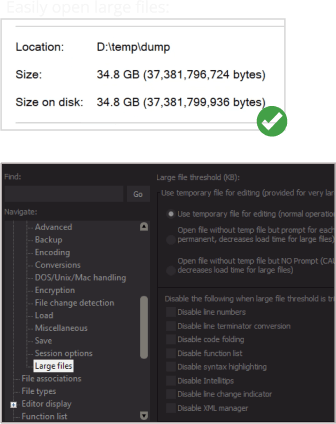 Easily open large files:
Location: D:\temp\dump
Size: 34.8 GB (37,381,796,724 bytes)
Size on disk: 34.8 GB (37,381,799,936 bytes)
Find:
Go
Navigate:
Advanced
Backup
Encoding
Conversions
DOS/Unix/Mac handling
Encryption
File change detection
Load
Miscellaneous
Save
Session options
Large files
File associations
File types
Editor display
Function list
Large file threshold (KB):
Use temporary file for editing (provided for very lar
Use temporary file for editing (normal operatio
Open file without temp file but prompt for each
permanent, decreases load time for large files)
Open file without temp file but NO Prompt (CAU
decreases load time for large files)
Disable the following when large file threshold is tr
Disable line numbers
Disable line terminator conversion
Disable code folding
Disable function list
Disable syntax highlighting
Disable Intellitips
Disable line change indicator
Disable XML manager